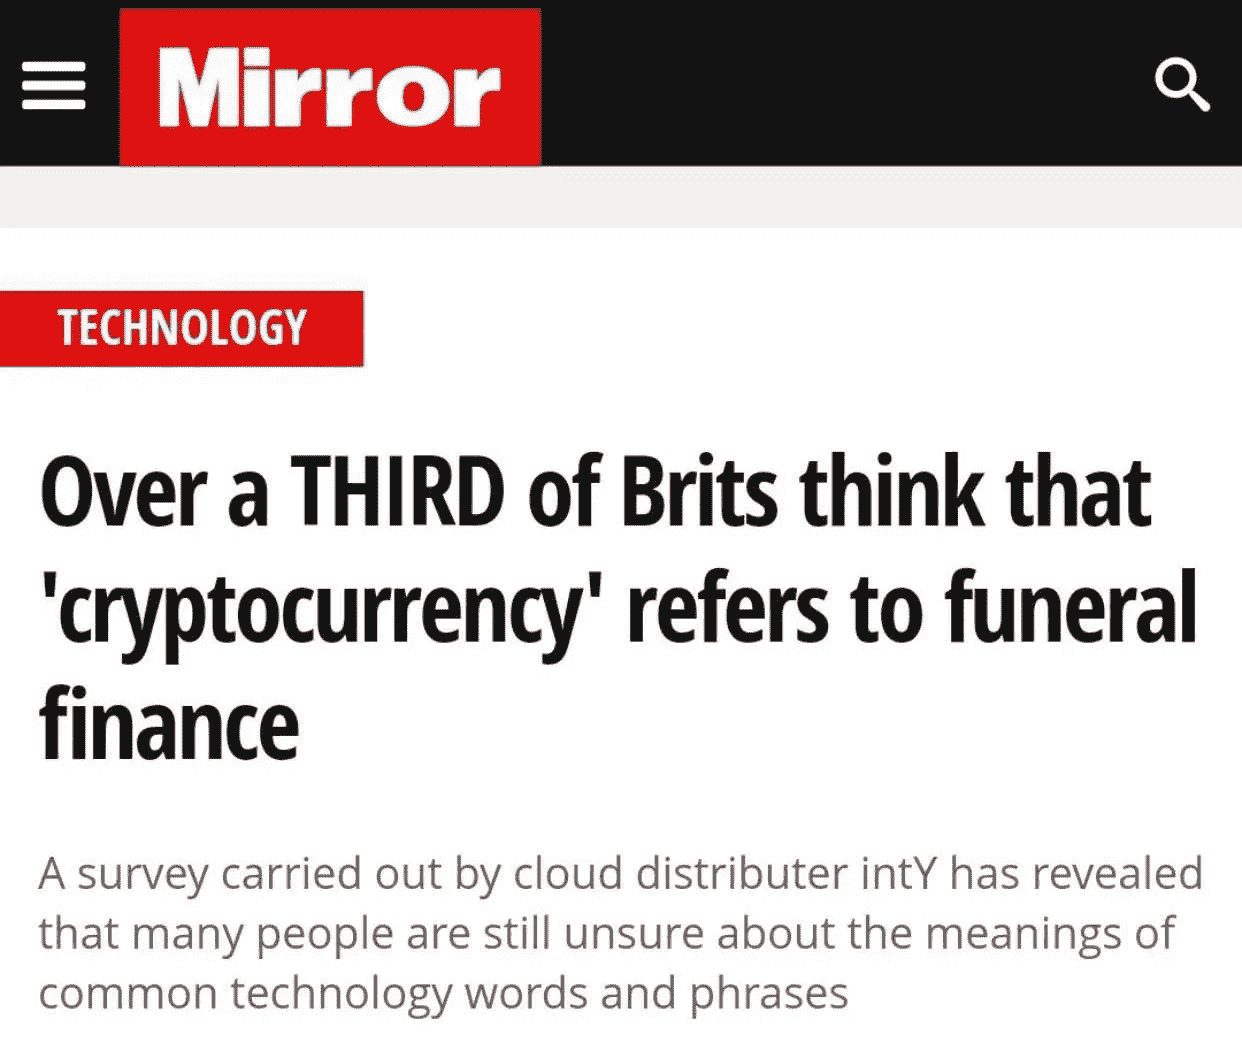 Mirror
TECHNOLOGY
Over a THIRD of Brits think that
'cryptocurrency' refers to funeral
finance
A survey carried out by cloud distributer intY has revealed
that many people are still unsure about the meanings of
common technology words and phrases